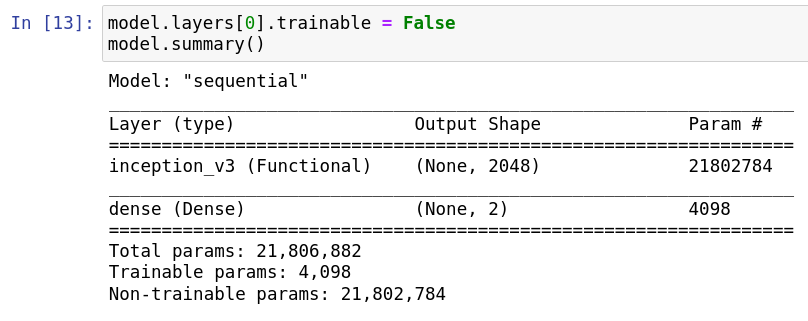 In [13]: model.layers[0].trainable = False
model.summary()
Model: "sequential"
_________________________________________________________________
Layer (type)                 Output Shape              Param #
=================================================================
inception_v3 (Functional)    (None, 2048)              21802784
_________________________________________________________________
dense (Dense)                (None, 2)                 4098
=================================================================
Total params: 21,806,882
Trainable params: 4,098
Non-trainable params: 21,802,784